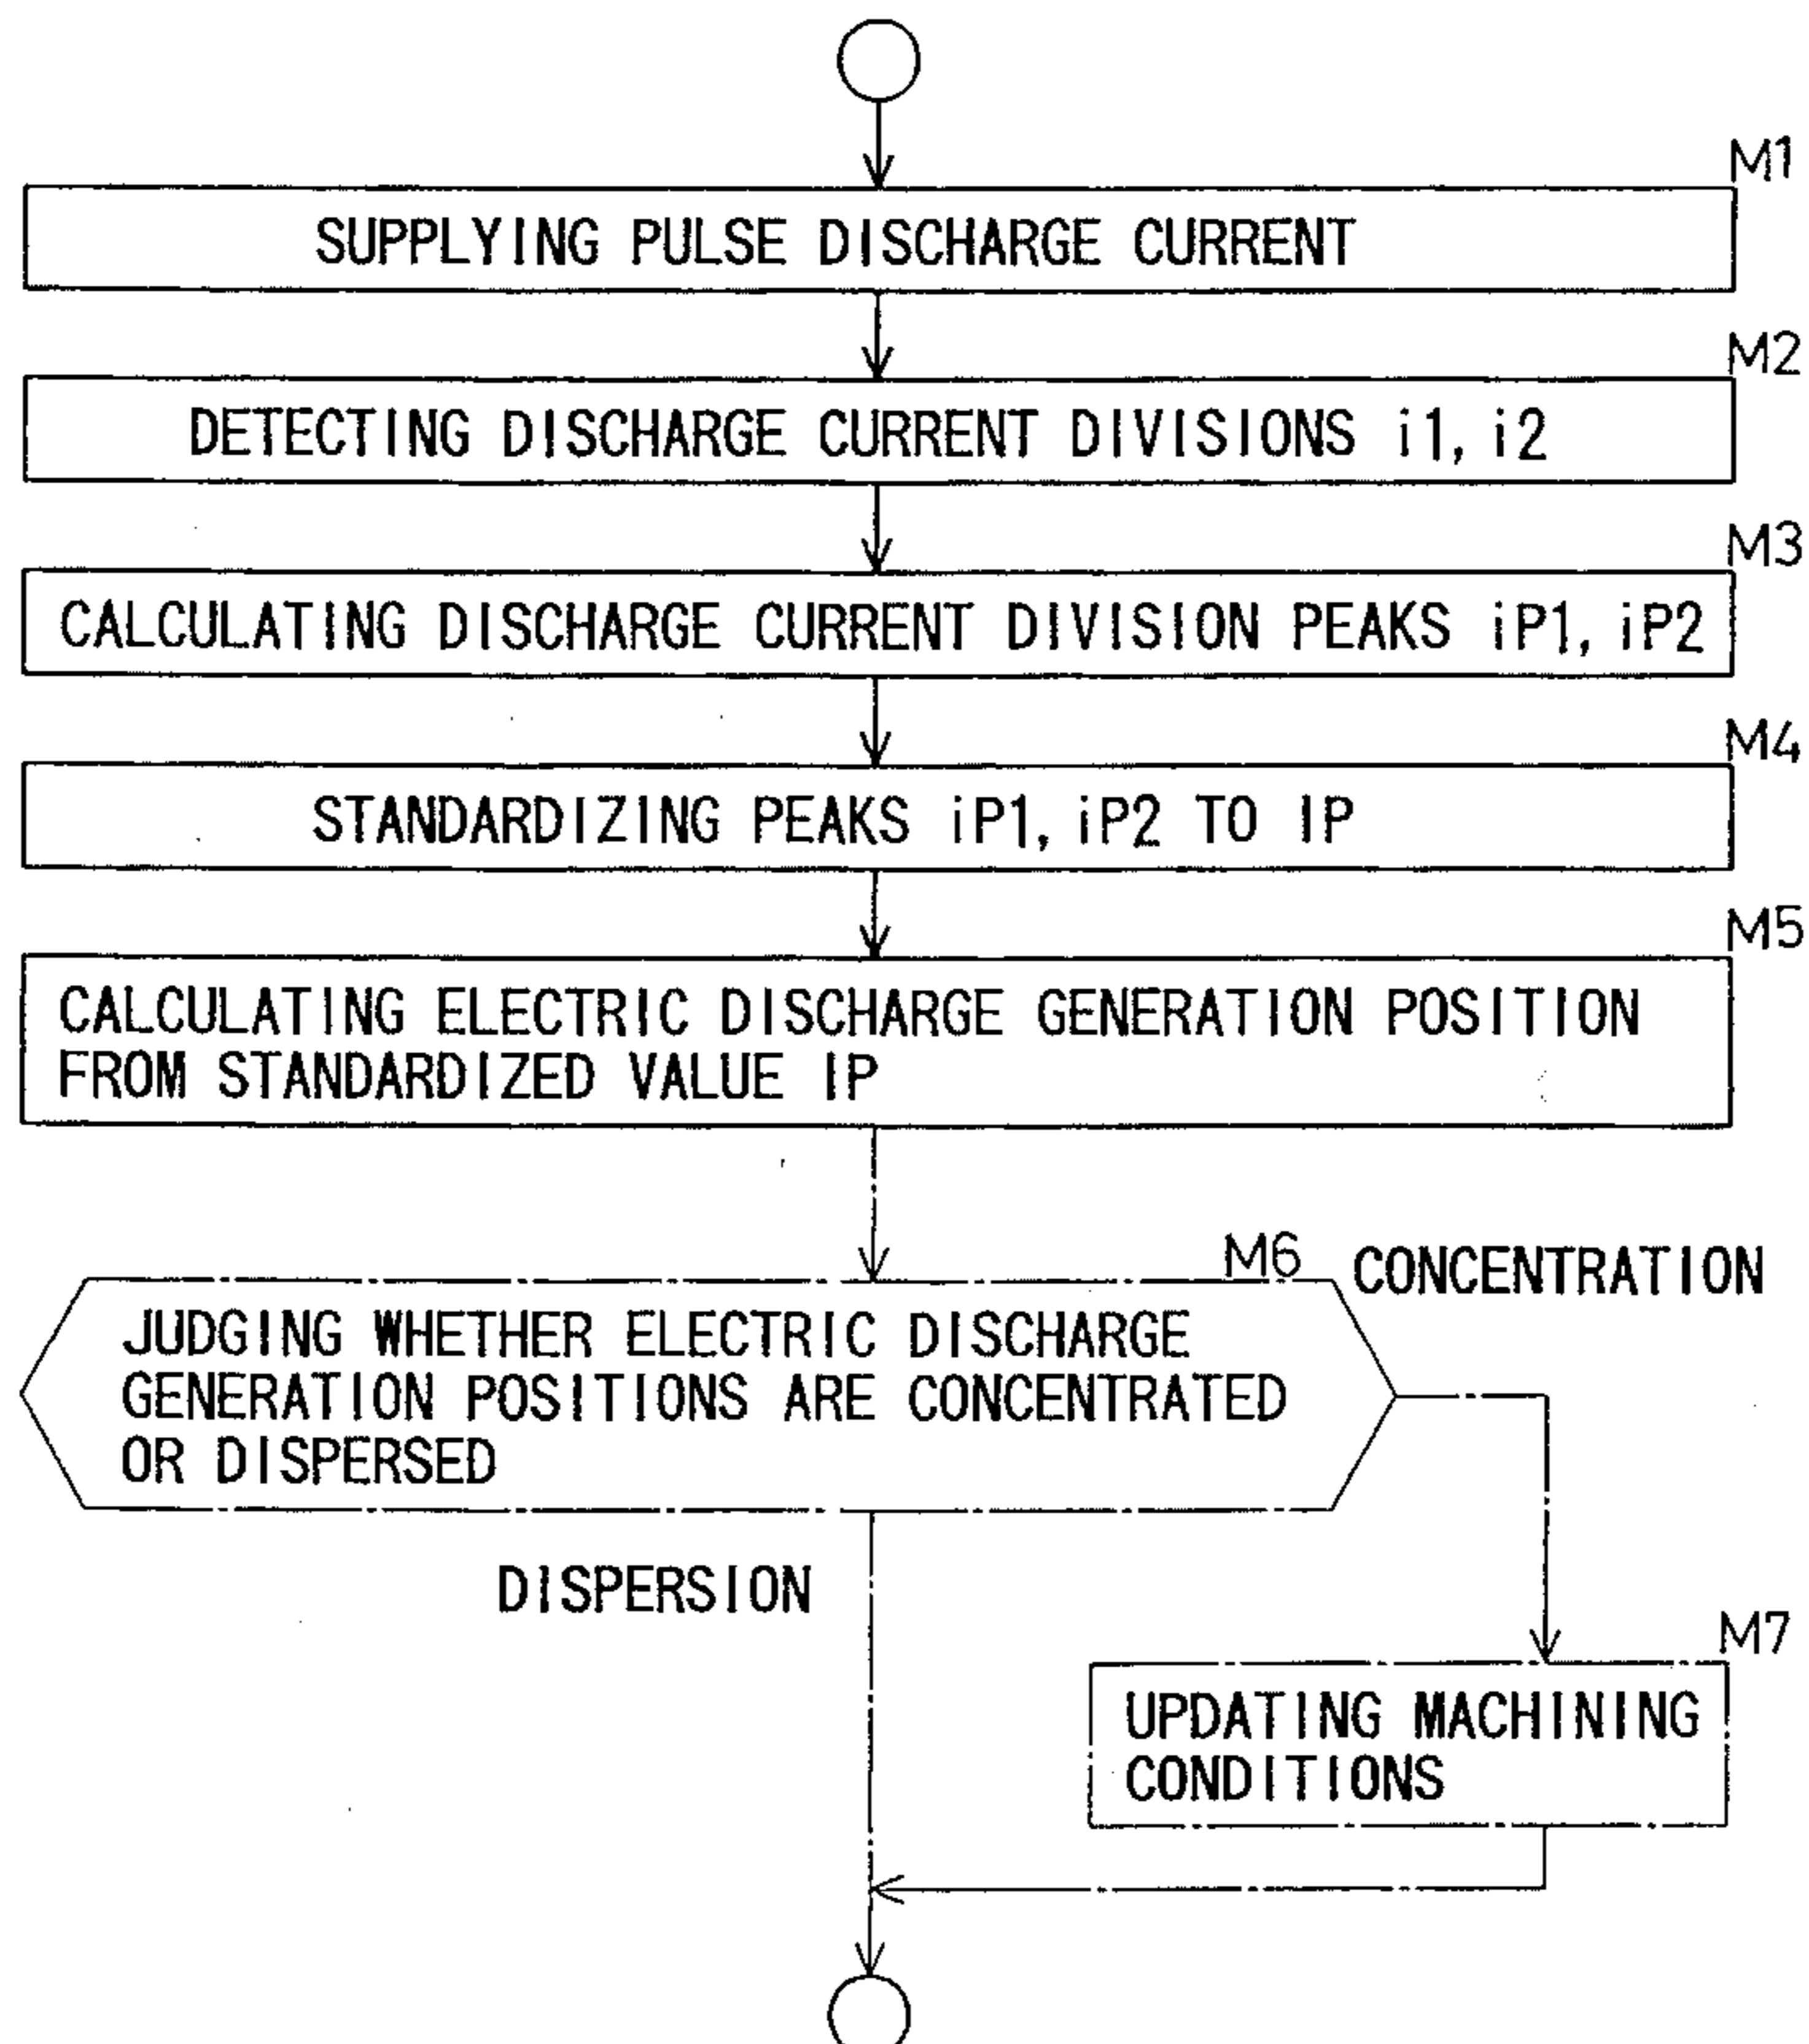 M1
SUPPLYING PULSE DISCHARGE CURRENT
M2
DETECTING DISCHARGE CURRENT DIVISIONS i1, i2
M3
CALCULATING DISCHARGE CURRENT DIVISION PEAKS iP1, iP2
M4
STANDARDIZING PEAKS iP1, iP2 TO IP
M5
CALCULATING ELECTRIC DISCHARGE GENERATION POSITION
FROM STANDARDIZED VALUE IP
M6
CONCENTRATION
JUDGING WHETHER ELECTRIC DISCHARGE
GENERATION POSITIONS ARE CONCENTRATED
OR DISPERSED
DISPERSION
M7
UPDATING MACHINING
CONDITIONS